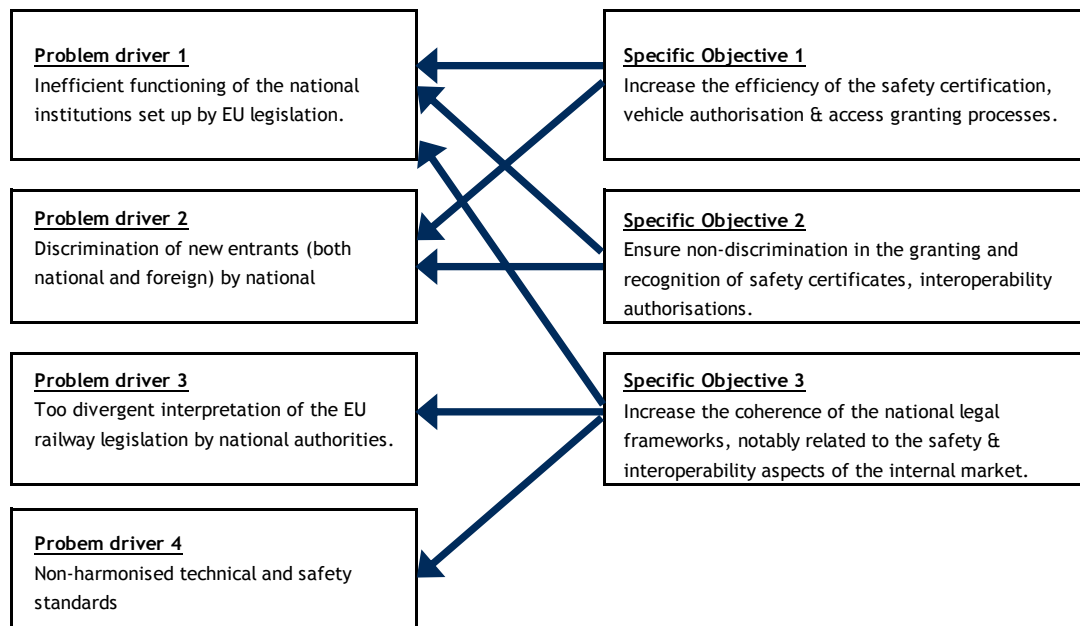 Problem driver 1
Inefficient functioning of the national
institutions set up by EU legislation.
Problem driver 2
Discrimination of new entrants (both
national and foreign) by national
Problem driver 3
Too divergent interpretation of the EU
railway legislation by national authorities.
Probem driver 4
Non-harmonised technical and safety
standards
Specific Objective 1
Increase the efficiency of the safety certification,
vehicle authorisation & access granting processes.
Specific Objective 2
Ensure non-discrimination in the granting and
recognition of safety certificates, interoperability
authorisations.
Specific Objective 3
Increase the coherence of the national legal
frameworks, notably related to the safety &
interoperability aspects of the internal market.